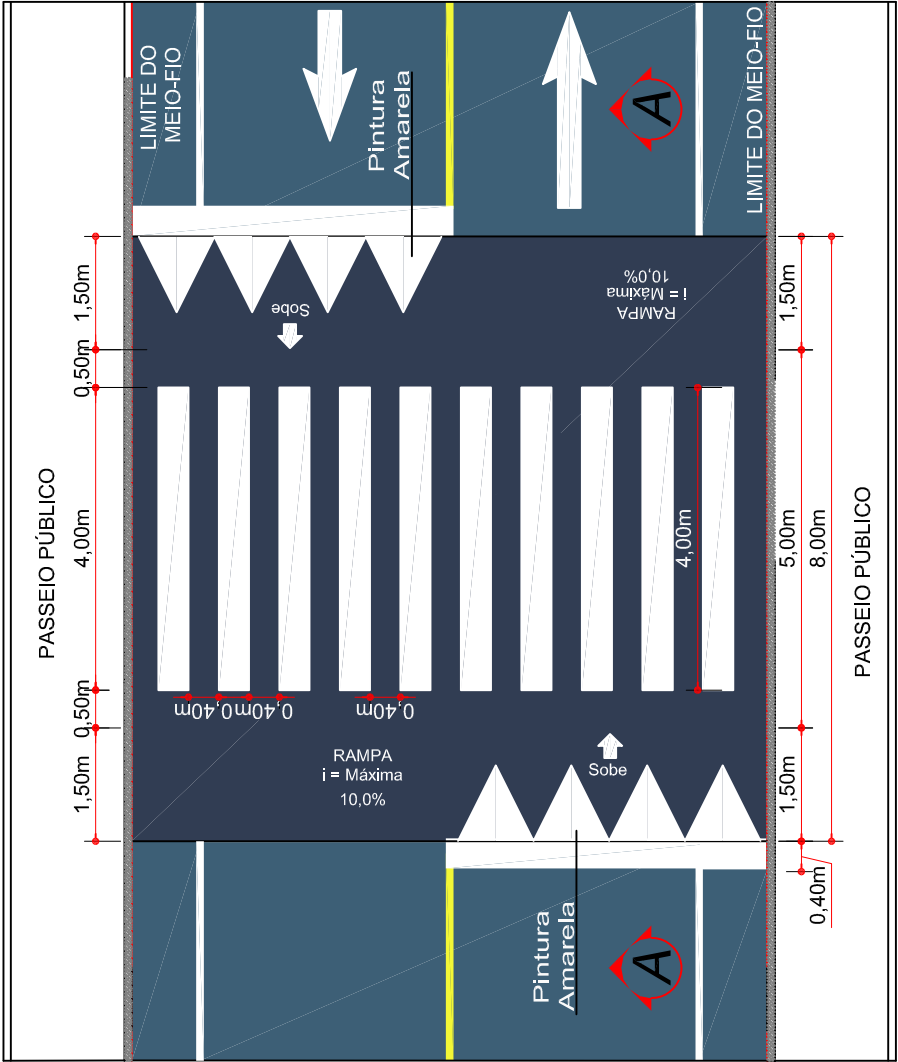 LIMITE DO
MEIO-FIO
Pintura
Amarela
A
LIMITE DO MEIO-FIO
1,50m
0,50m
4,00m
0,50m
1,50m
PASSEIO PÚBLICO
Sobe
RAMPA
i = Máxima
10,0%
4,00m
0,40m
0,40m
0,40m
RAMPA
i = Máxima
10,0%
Sobe
1,50m
5,00m
8,00m
1,50m
0,40m
PASSEIO PÚBLICO
Pintura
Amarela
A